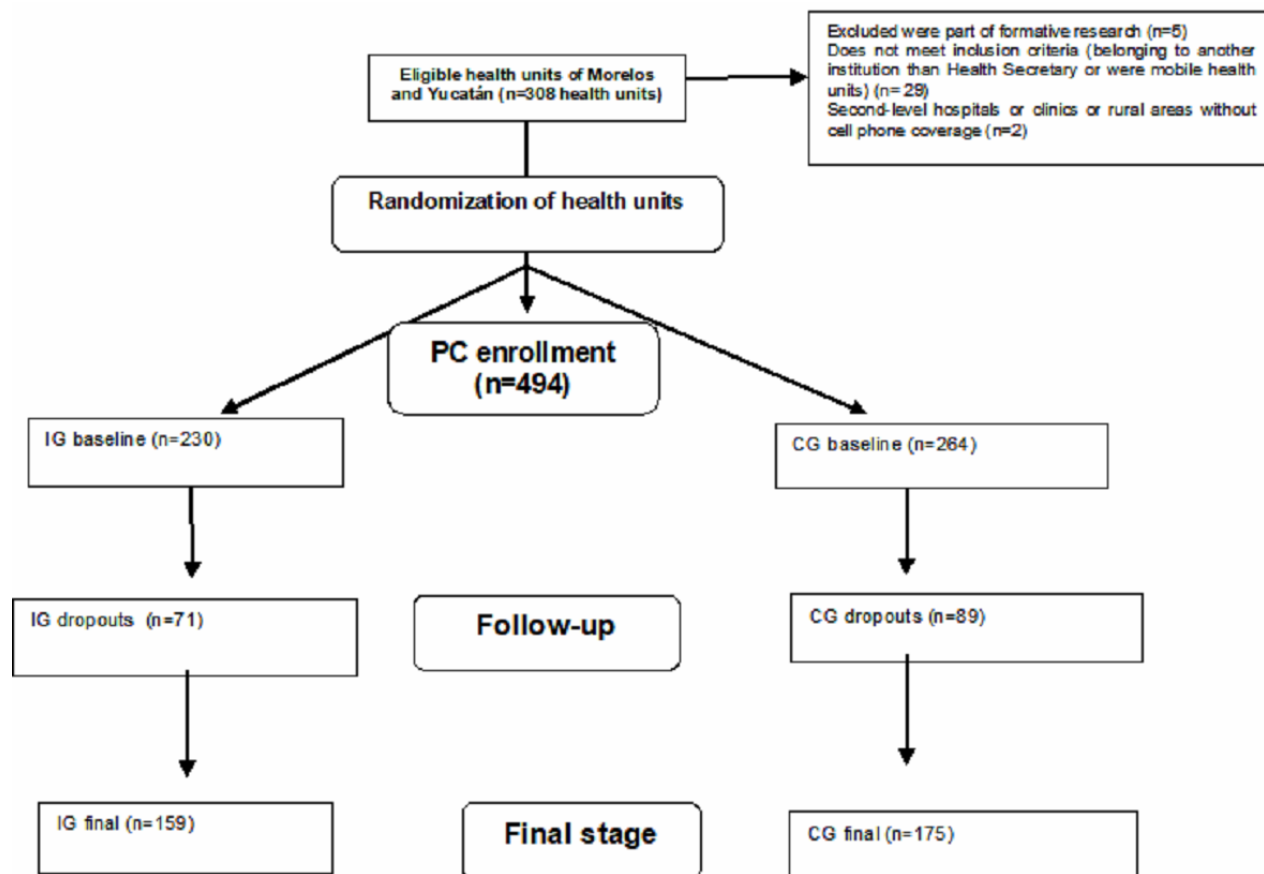 Excluded were part of formative research (n=6)
Does not meet inclusion criteria (belonging to another
institution than Health Secretary or were mobile health
units) (n= 29)
Second-level hospitals or clinics or rural areas without
cell phone coverage (n=2)
Eligible health units of Morelos
and Yucatán (n=308 health units)
Randomization of health units
PC enrollment
(n=494)
IG baseline (n=230)
CG baseline (n=264)
IG dropouts (n=71)
Follow-up
CG dropouts (n=89)
IG final (n=159)
Final stage
CG final (n=175)